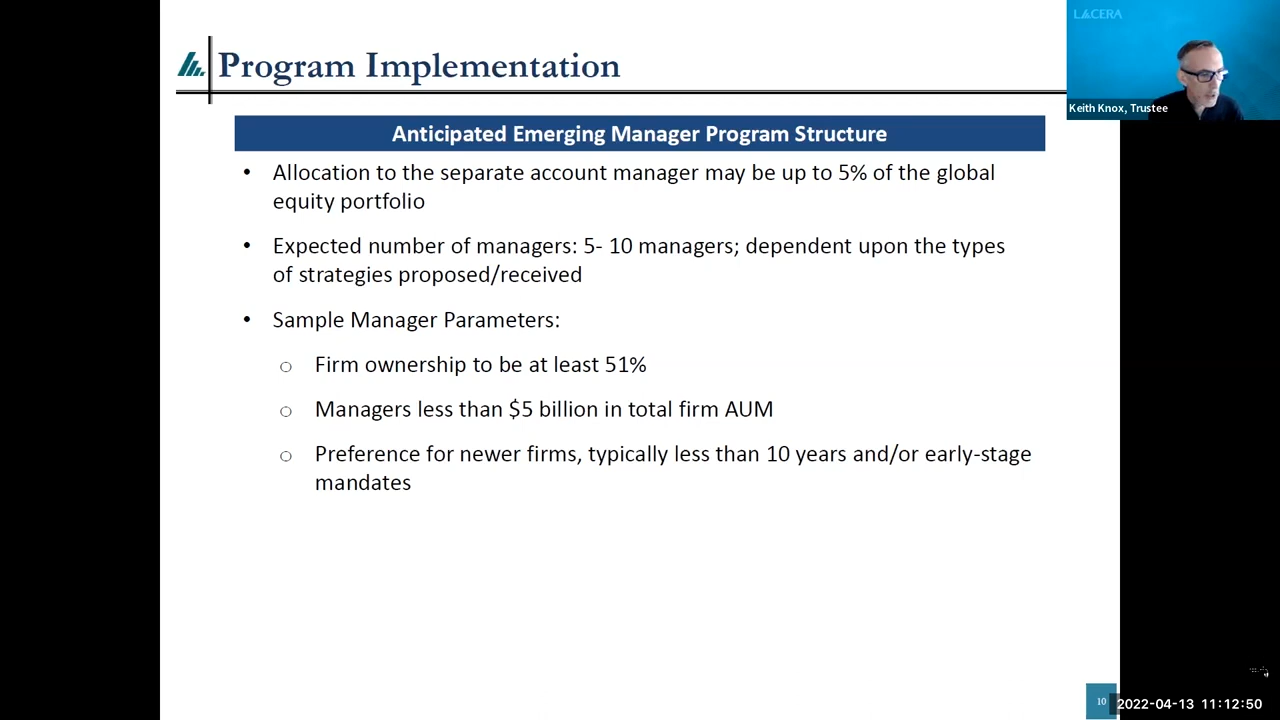 LACERA
Keith Knox, Trustee
Program Implementation
Anticipated Emerging Manager Program Structure
• Allocation to the separate account manager may be up to 5% of the global
equity portfolio
• Expected number of managers: 5- 10 managers; dependent upon the types
of strategies proposed/received
• Sample Manager Parameters:
o Firm ownership to be at least 51%
o Managers less than $5 billion in total firm AUM
o Preference for newer firms, typically less than 10 years and/or early-stage
mandates
10
2022-04-13 11:12:50